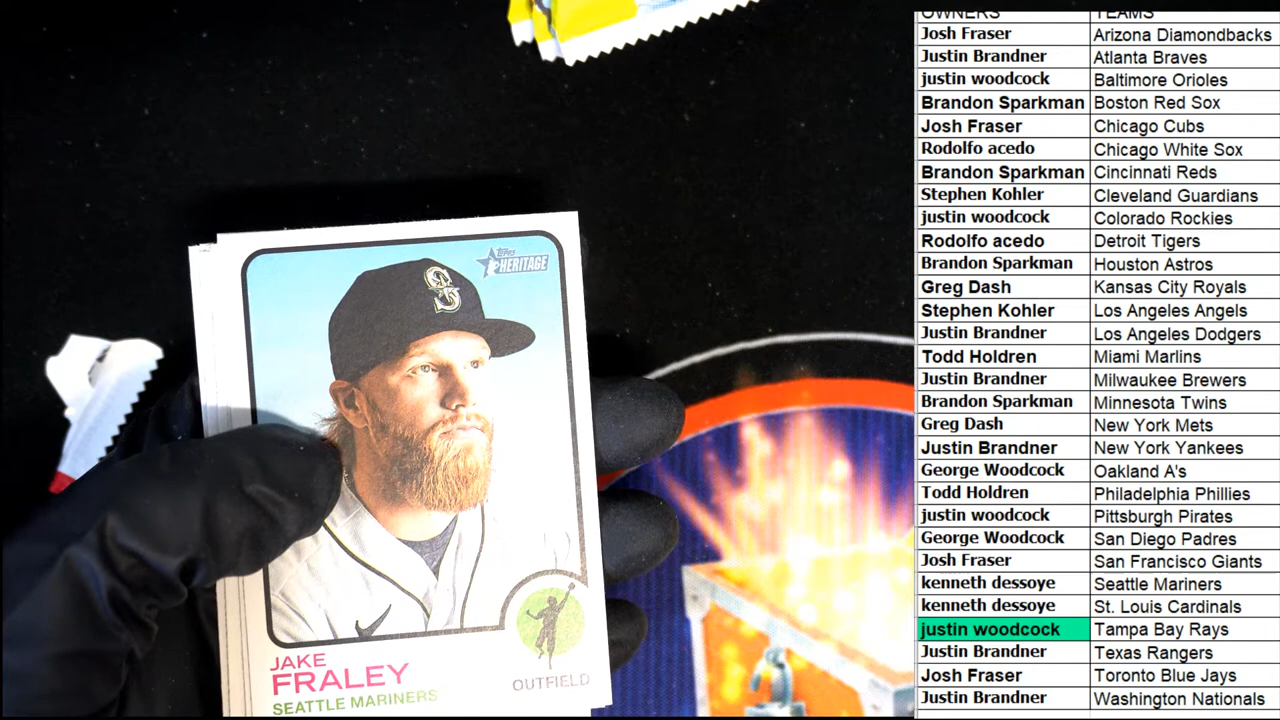 Topps
HERITAGE
S
JAKE
FRALEY
SEATTLE MARINERS
OUTFIELD
OWNERS TEAMS
Josh Fraser Arizona Diamondbacks
Justin Brandner Atlanta Braves
justin woodcock Baltimore Orioles
Brandon Sparkman Boston Red Sox
Josh Fraser Chicago Cubs
Rodolfo acedo Chicago White Sox
Brandon Sparkman Cincinnati Reds
Stephen Kohler Cleveland Guardians
justin woodcock Colorado Rockies
Rodolfo acedo Detroit Tigers
Brandon Sparkman Houston Astros
Greg Dash Kansas City Royals
Stephen Kohler Los Angeles Angels
Justin Brandner Los Angeles Dodgers
Todd Holdren Miami Marlins
Justin Brandner Milwaukee Brewers
Brandon Sparkman Minnesota Twins
Greg Dash New York Mets
Justin Brandner New York Yankees
George Woodcock Oakland A's
Todd Holdren Philadelphia Phillies
justin woodcock Pittsburgh Pirates
George Woodcock San Diego Padres
Josh Fraser San Francisco Giants
kenneth dessoye Seattle Mariners
kenneth dessoye St. Louis Cardinals
justin woodcock Tampa Bay Rays
Justin Brandner Texas Rangers
Josh Fraser Toronto Blue Jays
Justin Brandner Washington Nationals